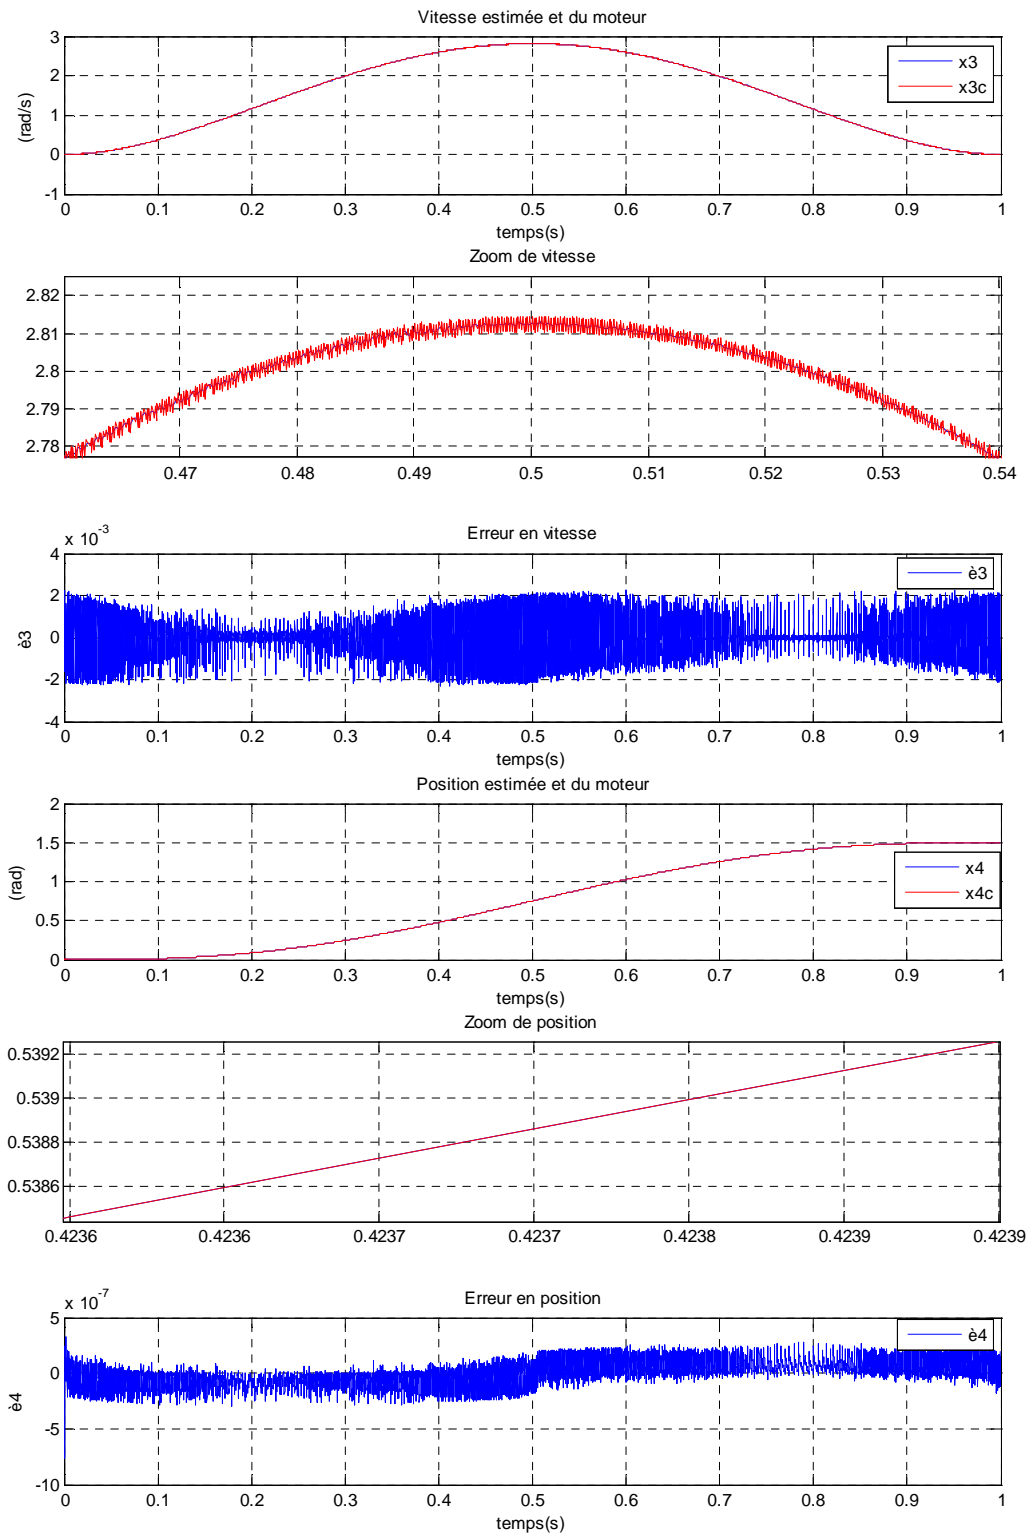 Vitesse estimée et du moteur
3
2
1
0
-1
(rad/s)
x3
x3c
0 0.1 0.2 0.3 0.4 0.5 0.6 0.7 0.8 0.9 1
temps(s)
Zoom de vitesse
2.82
2.81
2.8
2.79
2.78
0.47 0.48 0.49 0.5 0.51 0.52 0.53 0.54
x 10-3
Erreur en vitesse
4
2
0
-2
-4
è3
è3
0 0.1 0.2 0.3 0.4 0.5 0.6 0.7 0.8 0.9 1
temps(s)
Position estimée et du moteur
2
1.5
1
0.5
0
(rad)
x4
x4c
0 0.1 0.2 0.3 0.4 0.5 0.6 0.7 0.8 0.9 1
temps(s)
Zoom de position
0.5392
0.539
0.5388
0.5386
0.4236 0.4236 0.4237 0.4237 0.4238 0.4239 0.4239
x 10-7
Erreur en position
5
0
-5
-10
è4
è4
0 0.1 0.2 0.3 0.4 0.5 0.6 0.7 0.8 0.9 1
temps(s)